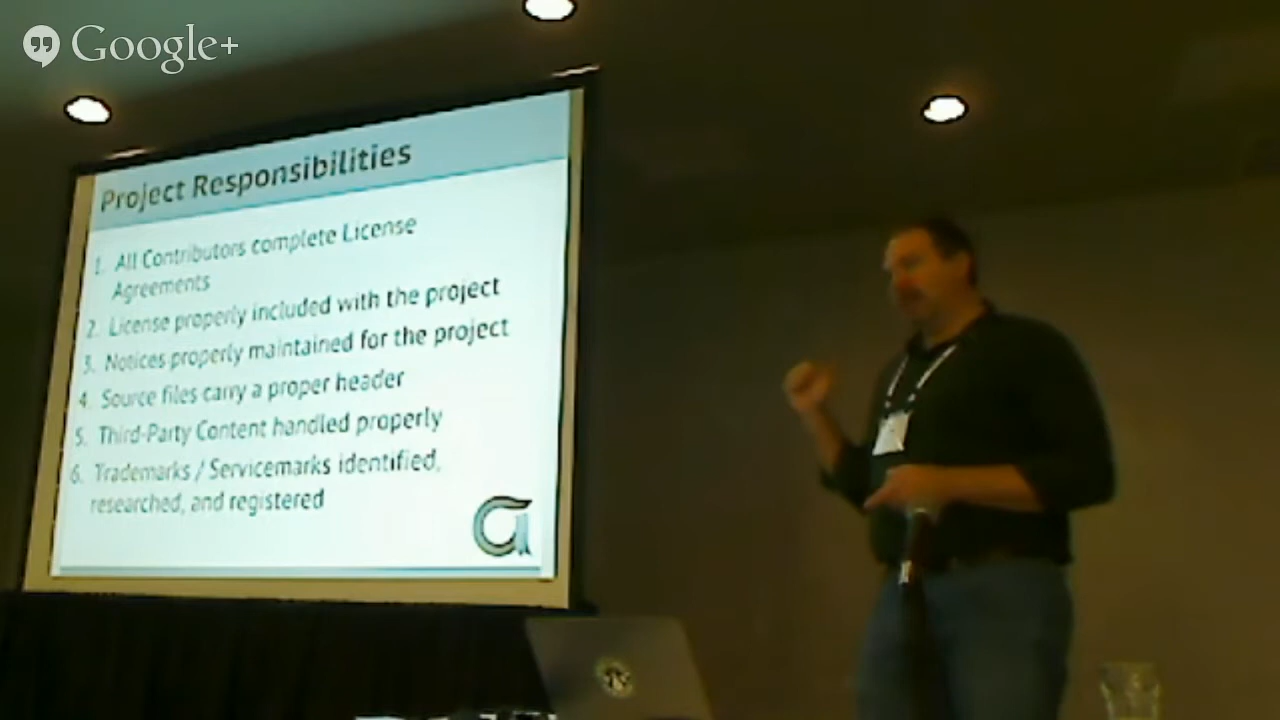 Google+
Project Responsibilities
1. All Contributors complete License
Agreements
2. License properly included with the project
3. Notices properly maintained for the project
4. Source files carry a proper header
5. Third-Party Content handled properly
6. Trademarks / Servicemarks identified,
researched, and registered